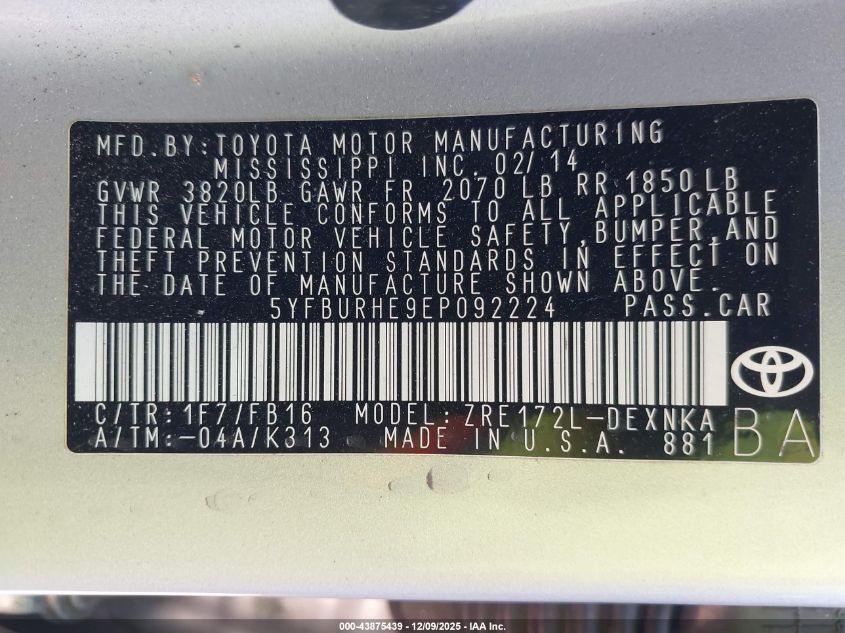 MFD.BY:TOYOTA MOTOR MANUFACTURING
MISSISSIPPI INC. 02/14
GVWR 3820LB GAWR FR 2070 LB RR 1850LB
THIS VEHICLE CONFORMS TO ALL APPLICABLE
FEDERAL MOTOR VEHICLE SAFETY,BUMPER,AND
THEFT PREVENTION STANDARDS IN EFFECT ON
THE DATE OF MANUFACTURE SHOWN ABOVE.
5YFBURHE9EP092224 PASS.CAR
C/TR:1F7/FB16 MODEL:ZRE172L-DEXNKA
A/TM:-04A/K313 MADE IN U.S.A. 881 BA
000-43875439 - 12/09/2025 - IAA Inc.